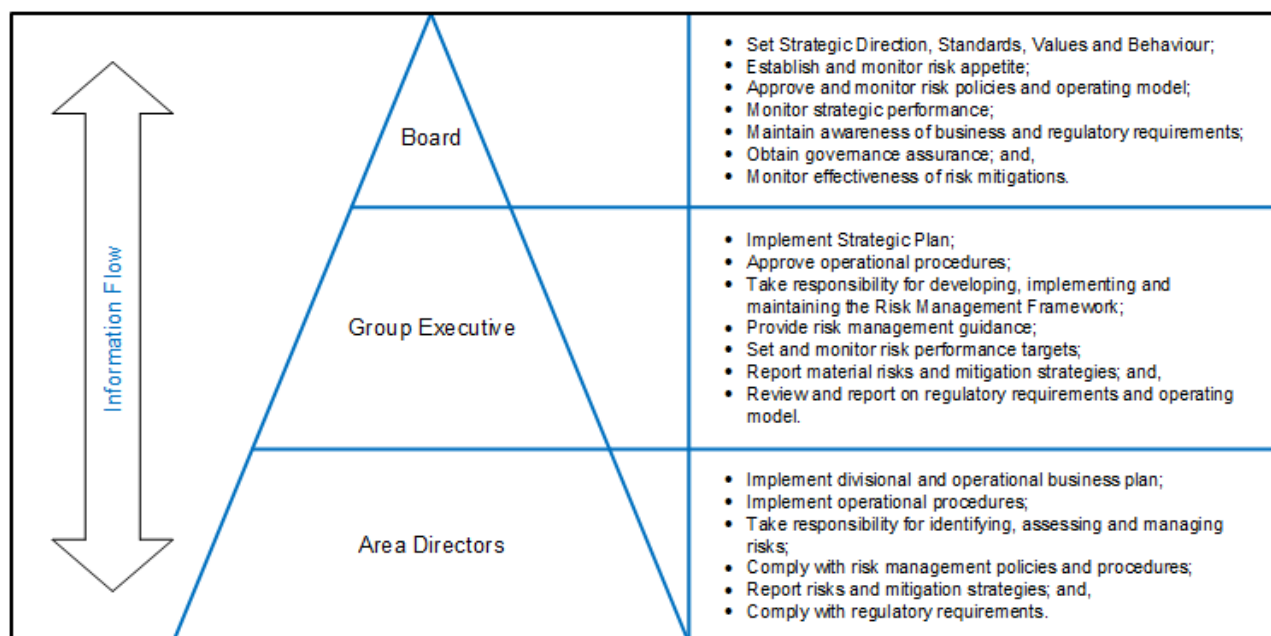 Information Flow
Board
• Set Strategic Direction, Standards, Values and Behaviour;
• Establish and monitor risk appetite;
• Approve and monitor risk policies and operating model;
• Monitor strategic performance;
• Maintain awareness of business and regulatory requirements;
• Obtain governance assurance; and,
• Monitor effectiveness of risk mitigations.
Group Executive
• Implement Strategic Plan;
• Approve operational procedures;
• Take responsibility for developing, implementing and
maintaining the Risk Management Framework;
• Provide risk management guidance;
• Set and monitor risk performance targets;
• Report material risks and mitigation strategies; and,
• Review and report on regulatory requirements and operating
model.
Area Directors
• Implement divisional and operational business plan;
• Implement operational procedures;
• Take responsibility for identifying, assessing and managing
risks;
• Comply with risk management policies and procedures;
• Report risks and mitigation strategies; and,
• Comply with regulatory requirements.